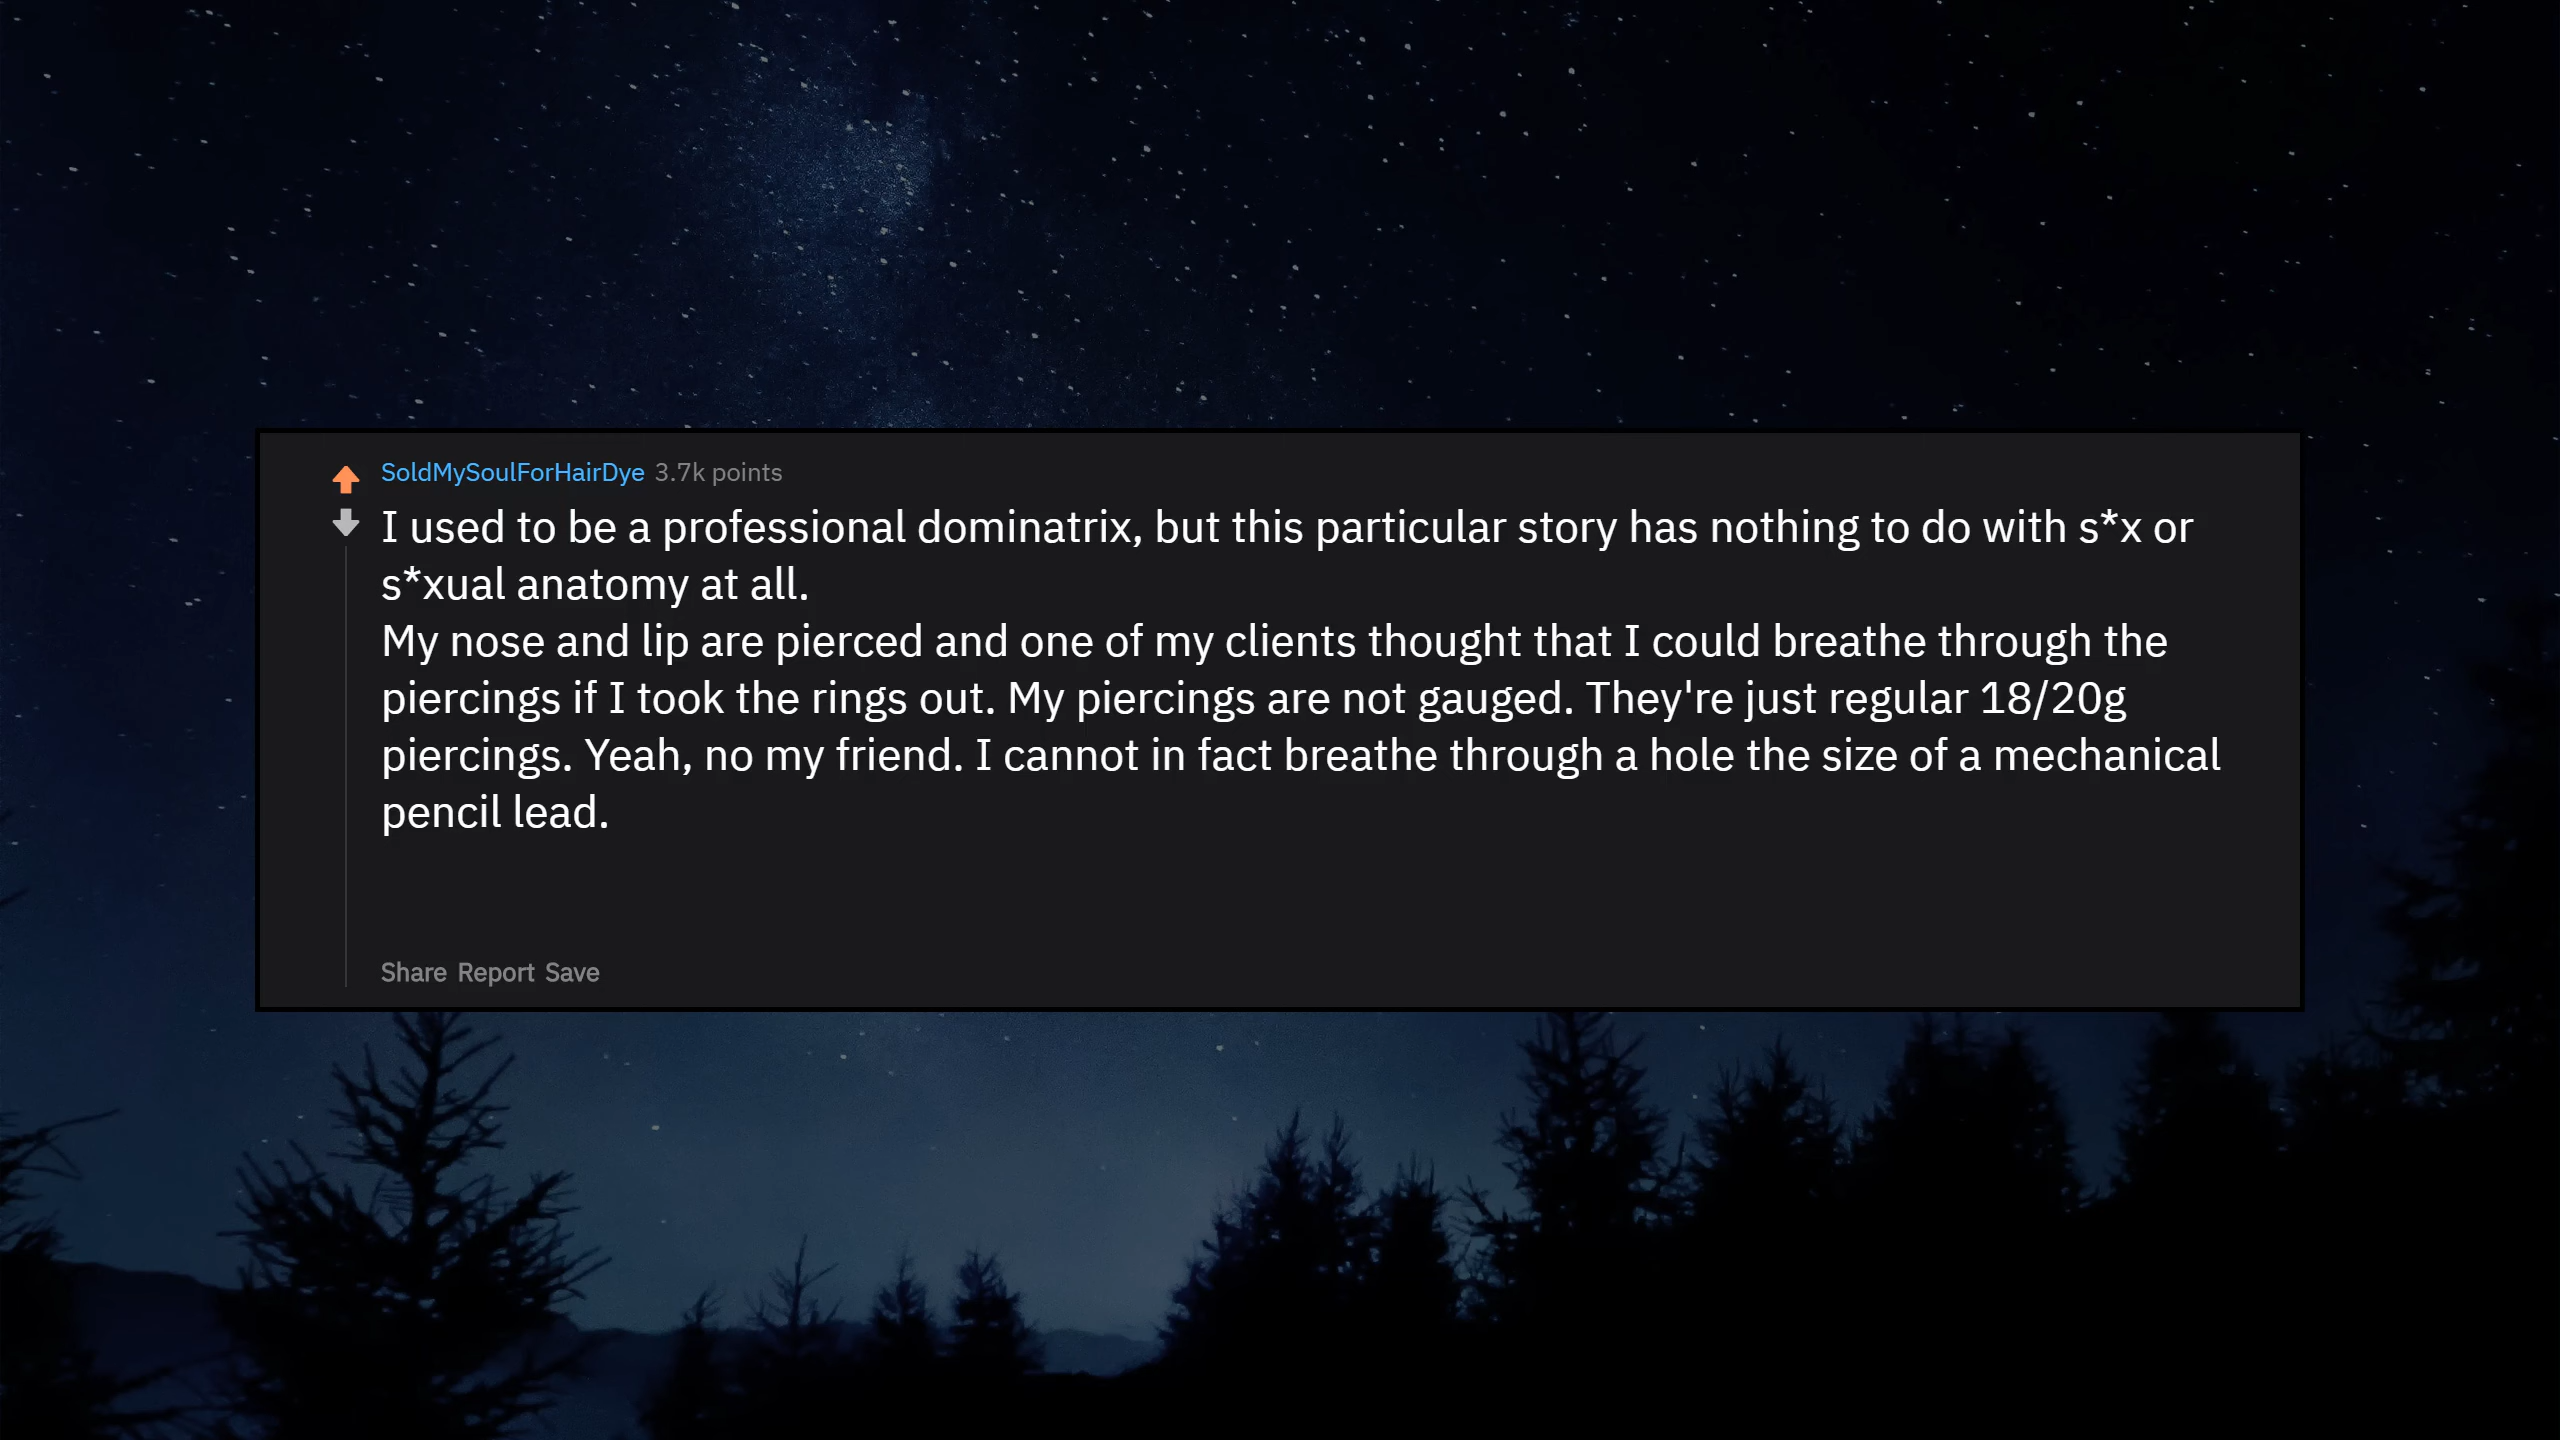 SoldMySoulForHairDye 3.7k points
I used to be a professional dominatrix, but this particular story has nothing to do with s*x or
s*xual anatomy at all.
My nose and lip are pierced and one of my clients thought that I could breathe through the
piercings if I took the rings out. My piercings are not gauged. They're just regular 18/20g
piercings. Yeah, no my friend. I cannot in fact breathe through a hole the size of a mechanical
pencil lead.
Share Report Save